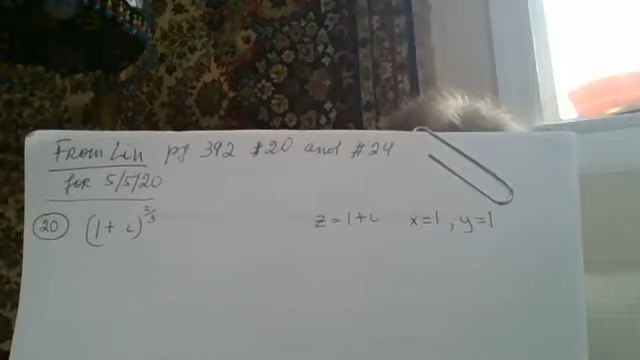 From Lin pg 392 #20 and #24
for 5/5/20
20 (1+i)^2/3 z=1+i x=1, y=1